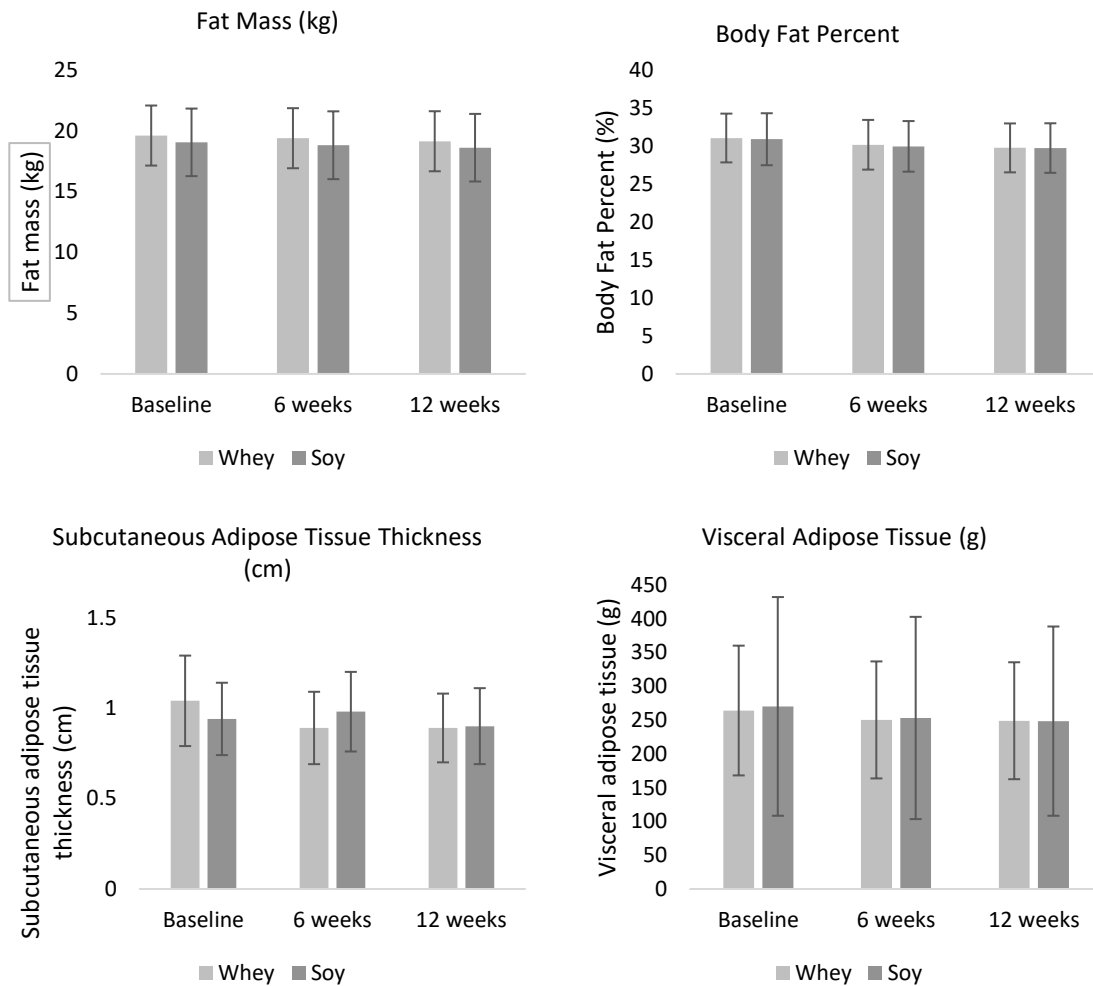 Fat Mass (kg)
Fat mass (kg)
25
20
15
10
5
0
Baseline 6 weeks 12 weeks
Whey Soy
Body Fat Percent
Body Fat Percent (%)
40
35
30
25
20
15
10
5
0
Baseline 6 weeks 12 weeks
Whey Soy
Subcutaneous Adipose Tissue Thickness
(cm)
Subcutaneous adipose tissue
thickness (cm)
1.5
1
0.5
0
Baseline 6 weeks 12 weeks
Whey Soy
Visceral Adipose Tissue (g)
Visceral adipose tissue (g)
450
400
350
300
250
200
150
100
50
0
Baseline 6 weeks 12 weeks
Whey Soy